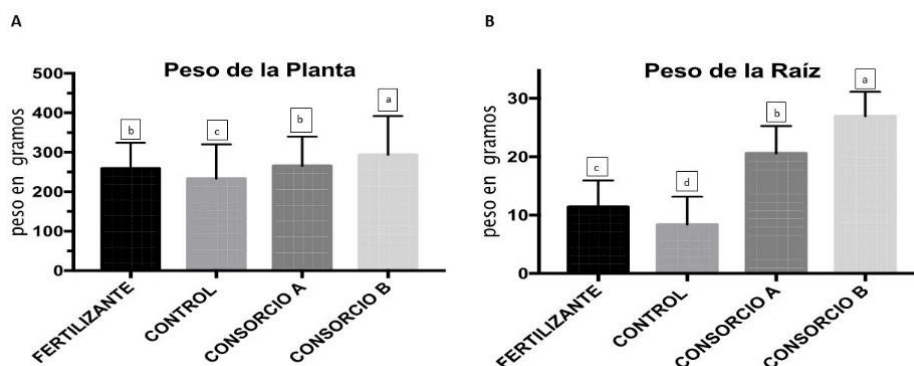 A
Peso de la Planta
peso en gramos
500
400
300
200
100
0
b
c
b
a
FERTILIZANTE
CONTROL
CONSORCIO A
CONSORCIO B
B
Peso de la Raíz
peso en gramos
30
20
10
0
c
d
b
a
FERTILIZANTE
CONTROL
CONSORCIO A
CONSORCIO B